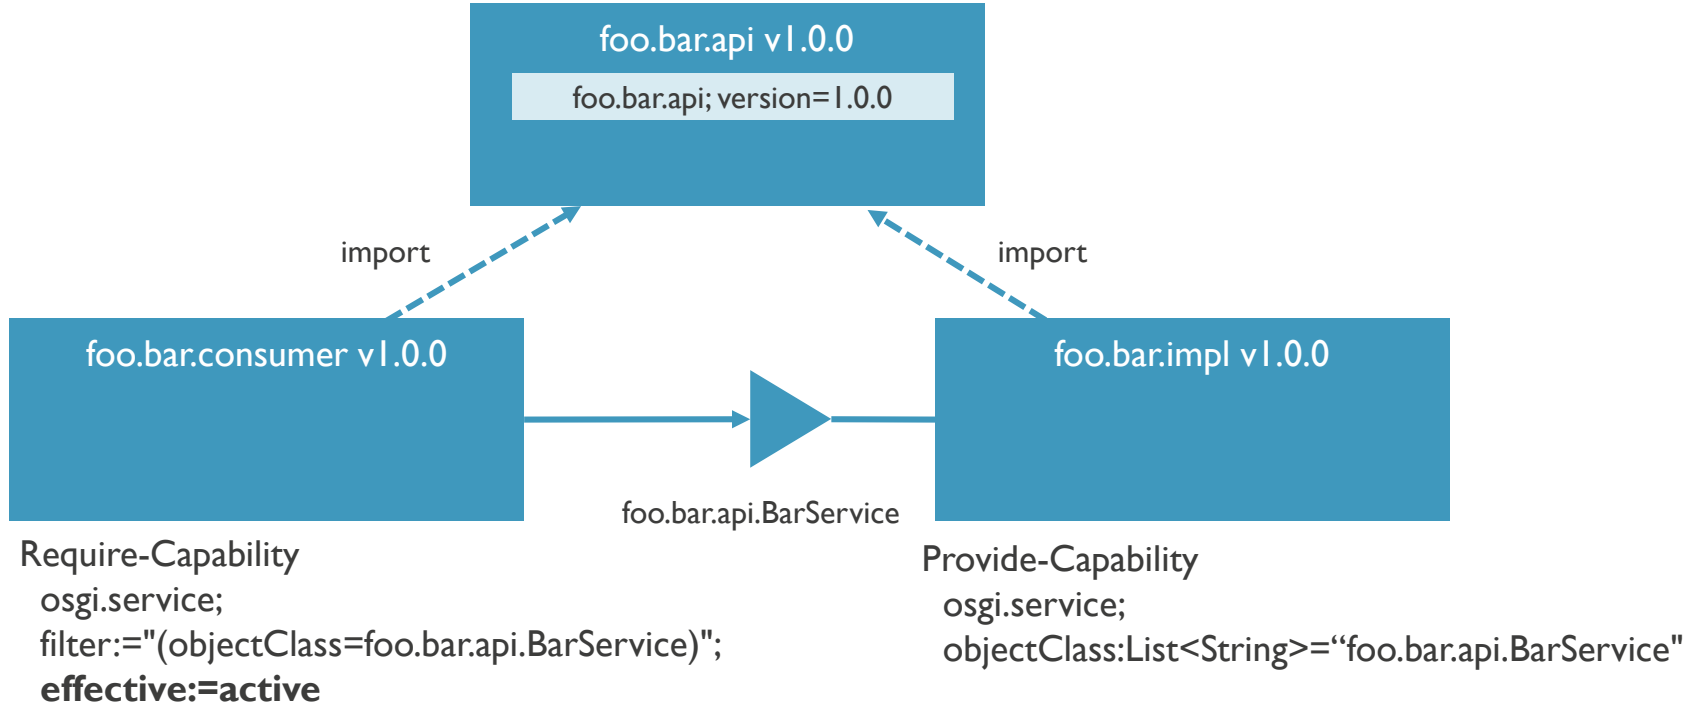 foo.bar.api v1.0.0
foo.bar.api; version=1.0.0
import
import
foo.bar.consumer v1.0.0
foo.bar.impl v1.0.0
foo.bar.api.BarService
Require-Capability
osgi.service;
filter:="(objectClass=foo.bar.api.BarService)";
effective:=active
Provide-Capability
osgi.service;
objectClass:List<String>=“foo.bar.api.BarService"